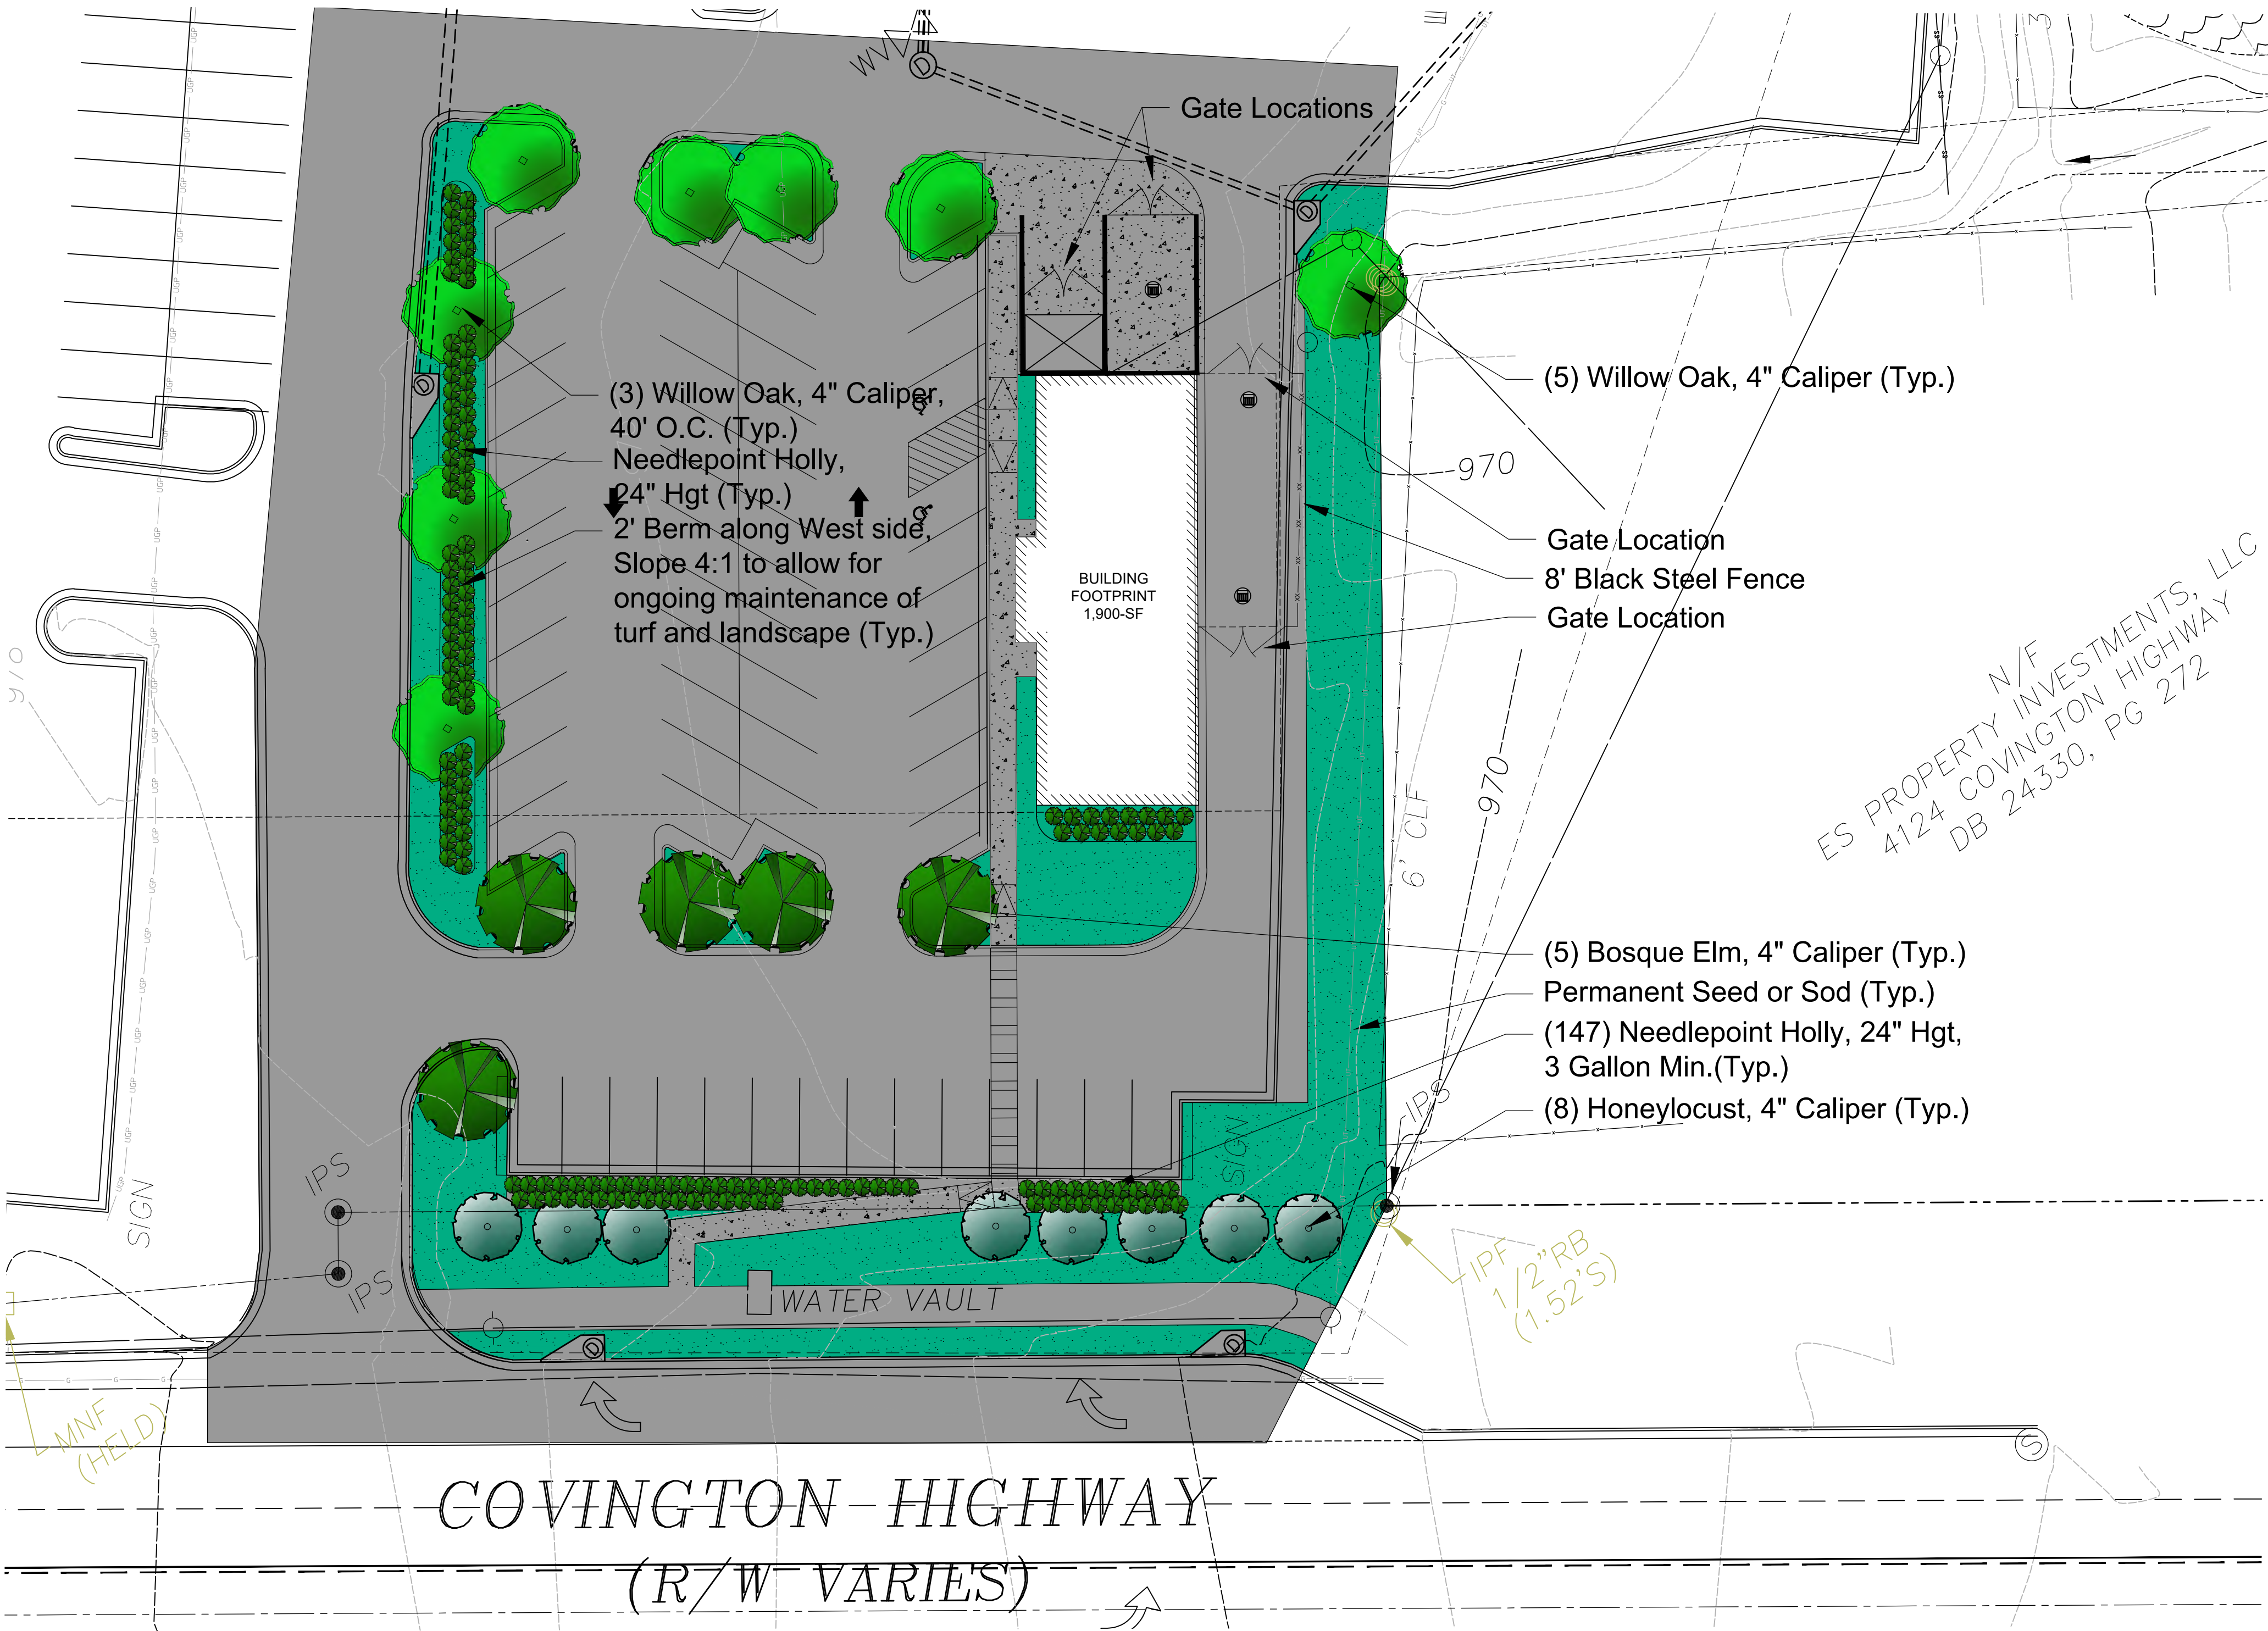 WV
D
Gate Locations
D
(3) Willow Oak, 4" Caliper,
40' O.C. (Typ.)
Needlepoint Holly,
24" Hgt (Typ.)
2' Berm along West side,
Slope 4:1 to allow for
ongoing maintenance of
turf and landscape (Typ.)
D
BUILDING
FOOTPRINT
1,900-SF
(5) Willow Oak, 4" Caliper (Typ.)
970
Gate Location
8' Black Steel Fence
Gate Location
N/F
ES PROPERTY INVESTMENTS, LLC
4124 COVINGTON HIGHWAY
DB 24330, PG 272
970
6' CLF
970
(5) Bosque Elm, 4" Caliper (Typ.)
Permanent Seed or Sod (Typ.)
(147) Needlepoint Holly, 24" Hgt,
3 Gallon Min.(Typ.)
(8) Honeylocust, 4" Caliper (Typ.)
IPS
SIGN
SIGN
IPS
IPS
IPF
1/2"RB
(1.52'S)
WATER VAULT
D
D
MNF
(HELD)
S
COVINGTON HIGHWAY
(R/W VARIES)